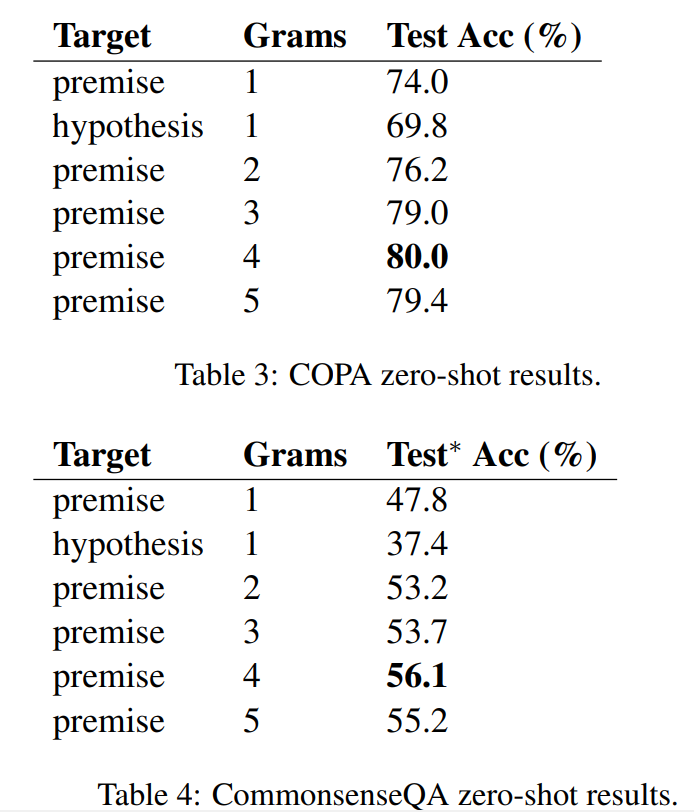 Target Grams Test Acc (%)
premise 1 74.0
hypothesis 1 69.8
premise 2 76.2
premise 3 79.0
premise 4 80.0
premise 5 79.4
Table 3: COPA zero-shot results.
Target Grams Test* Acc (%)
premise 1 47.8
hypothesis 1 37.4
premise 2 53.2
premise 3 53.7
premise 4 56.1
premise 5 55.2
Table 4: CommonsenseQA zero-shot results.